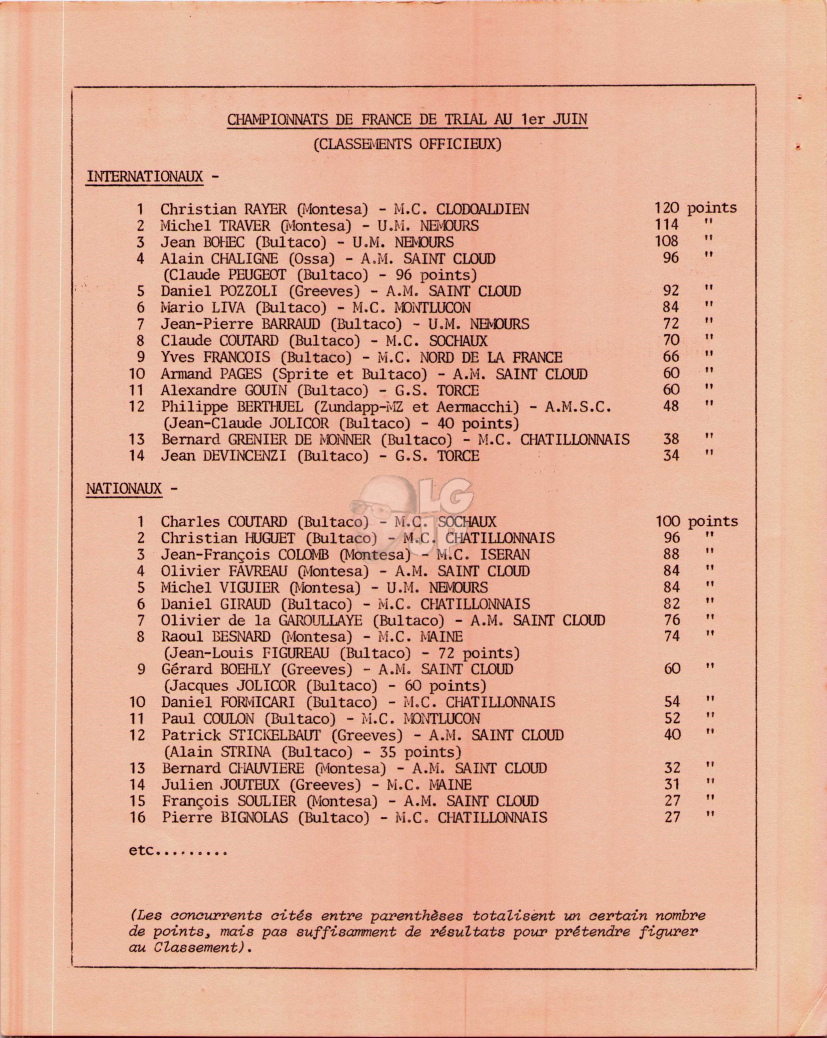 CHAMPIONNATS DE FRANCE DE TRIAL AU 1er JUIN
(CLASSEMENTS OFFICIEUX)
INTERNATIONAUX -
1 Christian RAYER (Montesa) - M.C. CLODOALDIEN 120 points
2 Michel TRAVER (Montesa) - U.M. NEMOURS 114 "
3 Jean BOHEC (Bultaco) - U.M. NEMOURS 108 "
4 Alain CHALIGNE (Ossa) - A.M. SAINT CLOUD 96 "
(Claude PEUGEOT (Bultaco) - 96 points)
5 Daniel POZZOLI (Greeves) - A.M. SAINT CLOUD 92 "
6 Mario LIVA (Bultaco) - M.C. MONTLUCON 84 "
7 Jean-Pierre BARRAUD (Bultaco) - U.M. NEMOURS 72 "
8 Claude COUTARD (Bultaco) - M.C. SOCHAUX 70 "
9 Yves FRANCOIS (Bultaco) - M.C. NORD DE LA FRANCE 66 "
10 Armand PAGES (Sprite et Bultaco) - A.M. SAINT CLOUD 60 "
11 Alexandre GOUIN (Bultaco) - G.S. TORCE 60 "
12 Philippe BERTHUEL (Zundapp-MZ et Aermacchi) - A.M.S.C. 48 "
(Jean-Claude JOLICOR (Bultaco) - 40 points)
13 Bernard GRENIER DE MONNER (Bultaco) - M.C. CHATILLONNAIS 38 "
14 Jean DEVINCENZI (Bultaco) - G.S. TORCE 34 "
NATIONAUX -
1 Charles COUTARD (Bultaco) - M.C. SOCHAUX 100 points
2 Christian HUGUET (Bultaco) - M.C. CHATILLONNAIS 96 "
3 Jean-François COLOMB (Montesa) - M.C. ISERAN 88 "
4 Olivier FAVREAU (Montesa) - A.M. SAINT CLOUD 84 "
5 Michel VIGUIER (Montesa) - U.M. NEMOURS 84 "
6 Daniel GIRAUD (Bultaco) - M.C. CHATILLONNAIS 82 "
7 Olivier de la GAROULLAYE (Bultaco) - A.M. SAINT CLOUD 76 "
8 Raoul BESNARD (Montesa) - M.C. MAINE 74 "
(Jean-Louis FIGUREAU (Bultaco) - 72 points)
9 Gérard BOEHLY (Greeves) - A.M. SAINT CLOUD 60 "
(Jacques JOLICOR (Bultaco) - 60 points)
10 Daniel FORMICARI (Bultaco) - M.C. CHATILLONNAIS 54 "
11 Paul COULON (Bultaco) - M.C. MONTLUCON 52 "
12 Patrick STICKELBAUT (Greeves) - A.M. SAINT CLOUD 40 "
(Alain STRINA (Bultaco) - 35 points)
13 Bernard CHAUVIERE (Montesa) - A.M. SAINT CLOUD 32 "
14 Julien JOUTEUX (Greeves) - M.C. MAINE 31 "
15 François SOULIER (Montesa) - A.M. SAINT CLOUD 27 "
16 Pierre BIGNOLAS (Bultaco) - M.C. CHATILLONNAIS 27 "
etc.........
(Les concurrents cités entre parenthèses totalisent un certain nombre
de points, mais pas suffisamment de résultats pour prétendre figurer
au Classement).